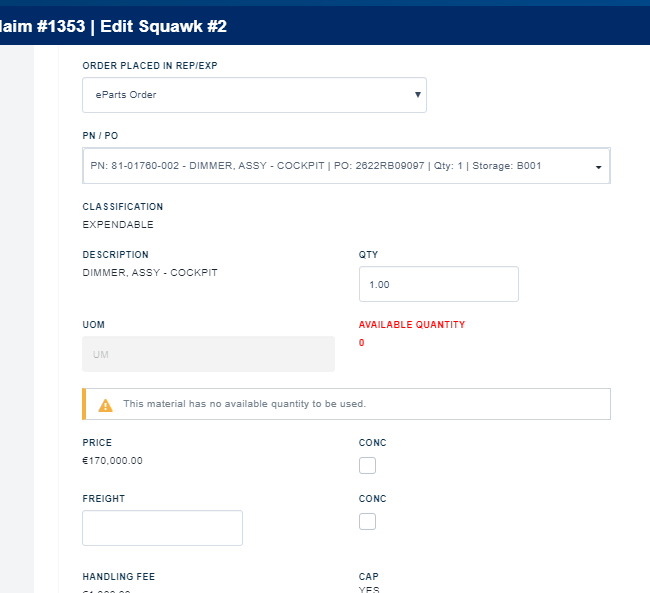 laim #1353 | Edit Squawk #2
ORDER PLACED IN REP/EXP
eParts Order
PN / PO
PN: 81-01760-002 - DIMMER, ASSY - COCKPIT | PO: 2622RB09097 | Qty: 1 | Storage: B001
CLASSIFICATION
EXPENDABLE
DESCRIPTION
DIMMER, ASSY - COCKPIT
QTY
1.00
UOM
UM
AVAILABLE QUANTITY
0
This material has no available quantity to be used.
PRICE
€170,000.00
CONC
FREIGHT
CONC
HANDLING FEE
CAP
YES